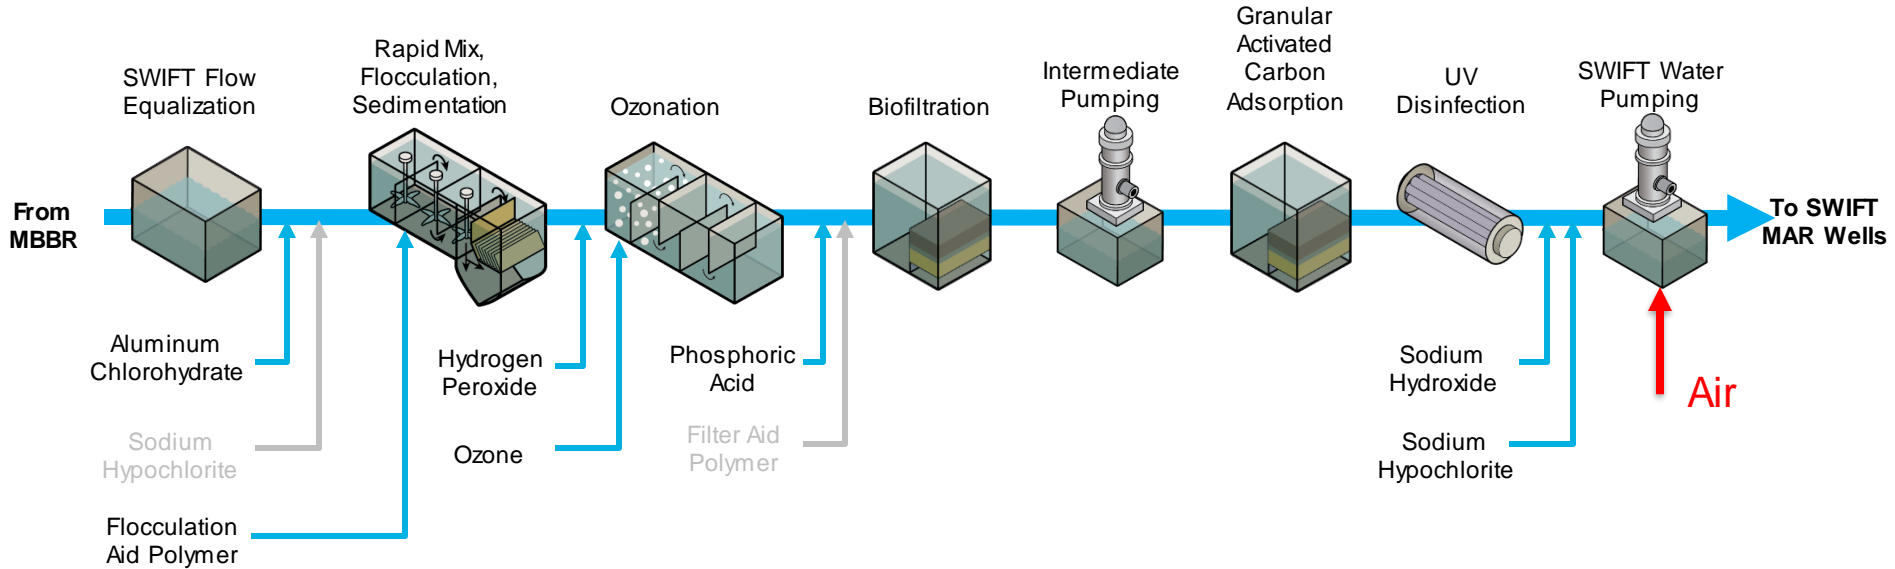 SWIFT Flow
Equalization
Rapid Mix,
Flocculation,
Sedimentation
Ozonation
Biofiltration
Intermediate
Pumping
Granular
Activated
Carbon
Adsorption
UV
Disinfection
SWIFT Water
Pumping
From
MBBR
To SWIFT
MAR Wells
Aluminum
Chlorohydrate
Sodium
Hypochlorite
Flocculation
Aid Polymer
Hydrogen
Peroxide
Ozone
Phosphoric
Acid
Filter Aid
Polymer
Sodium
Hydroxide
Sodium
Hypochlorite
Air